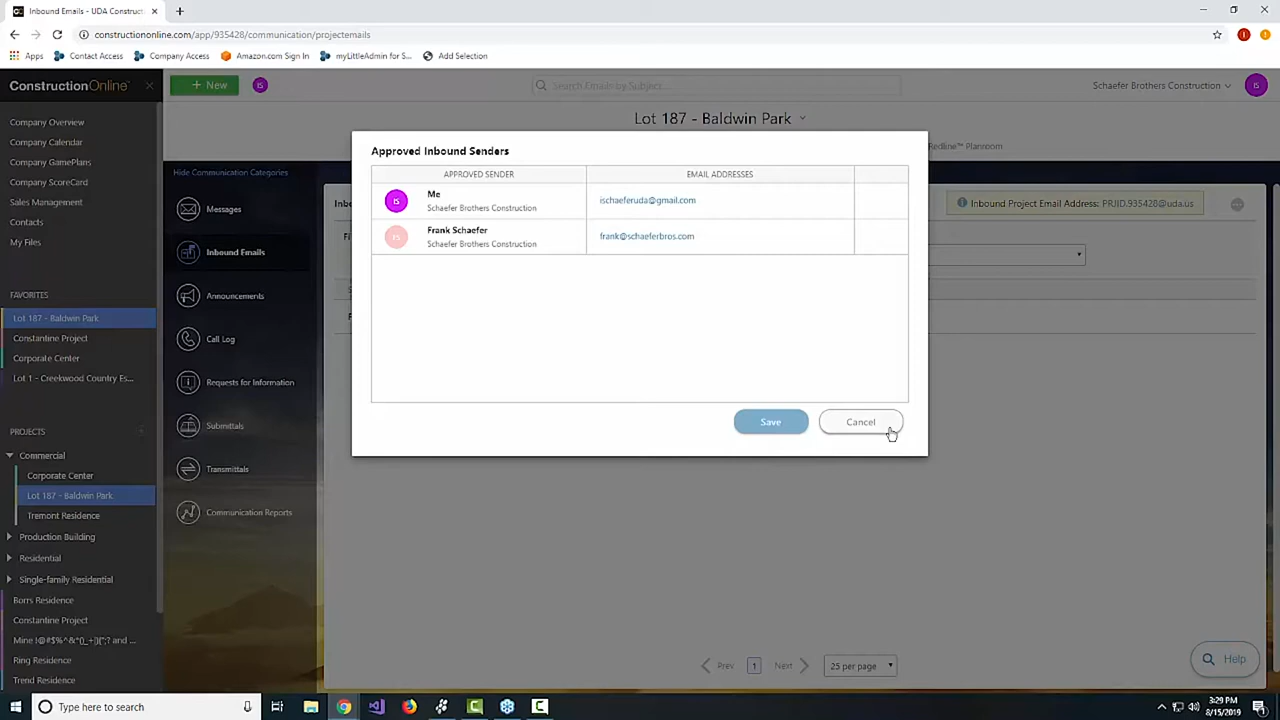 Inbound Emails - UDA Construct
constructiononline.com/app/935428/communication/projectemails
Apps
Contact Access
Company Access
Amazon.com Sign In
myLittleAdmin for S...
Add Selection
ConstructionOnline™
+ New
IS
Search Emails by Subject...
Schaefer Brothers Construction
IS
Company Overview
Company Calendar
Company GamePlans
Company ScoreCard
Sales Management
Contacts
My Files
FAVORITES
Lot 187 - Baldwin Park
Constantine Project
Corporate Center
Lot 1 - Creekwood Country Es...
PROJECTS
Commercial
Corporate Center
Lot 187 - Baldwin Park
Tremont Residence
Production Building
Residential
Single-family Residential
Borrs Residence
Constantine Project
Mine !@#$%^&*()_+|}{":? and ...
Ring Residence
Trend Residence
Lot 187 - Baldwin Park
Redline™ Planroom
Hide Communication Categories
Messages
Inbound Emails
Announcements
Call Log
Requests for Information
Submittals
Transmittals
Communication Reports
Inbound Project Email Address: PRJID.935428@uda.us
Approved Inbound Senders
APPROVED SENDER EMAIL ADDRESSES
IS
Me
Schaefer Brothers Construction
ischaeferuda@gmail.com
Frank Schaefer
Schaefer Brothers Construction
frank@schaeferbros.com
Save
Cancel
Prev 1 Next
25 per page
Help
Type here to search
3:29 PM
8/15/2019